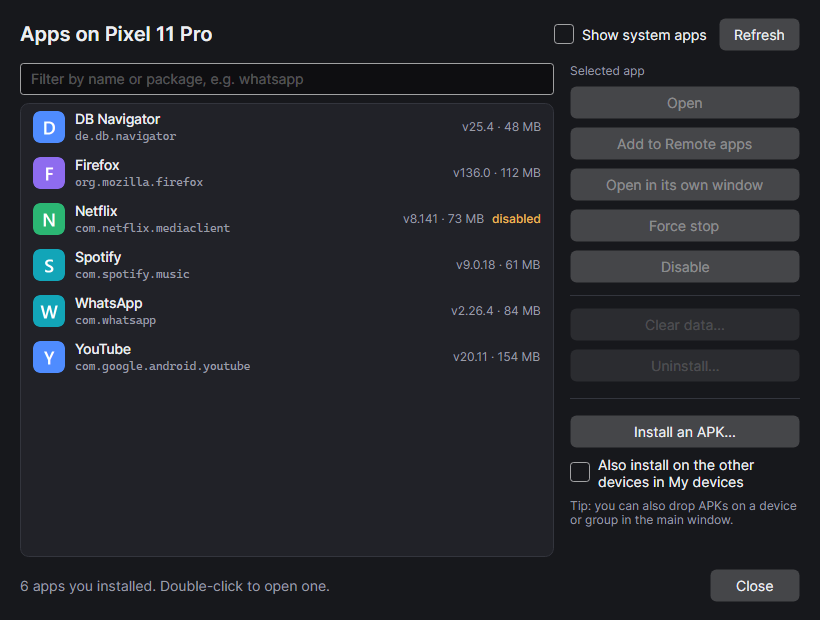 Apps on Pixel 11 Pro
Show system apps
Refresh
Filter by name or package, e.g. whatsapp
D
DB Navigator
de.db.navigator
v25.4 · 48 MB
F
Firefox
org.mozilla.firefox
v136.0 · 112 MB
N
Netflix
com.netflix.mediaclient
v8.141 · 73 MB disabled
S
Spotify
com.spotify.music
v9.0.18 · 61 MB
W
WhatsApp
com.whatsapp
v2.26.4 · 84 MB
Y
YouTube
com.google.android.youtube
v20.11 · 154 MB
Selected app
Open
Add to Remote apps
Open in its own window
Force stop
Disable
Clear data...
Uninstall...
Install an APK...
Also install on the other
devices in My devices
Tip: you can also drop APKs on a device
or group in the main window.
6 apps you installed. Double-click to open one.
Close